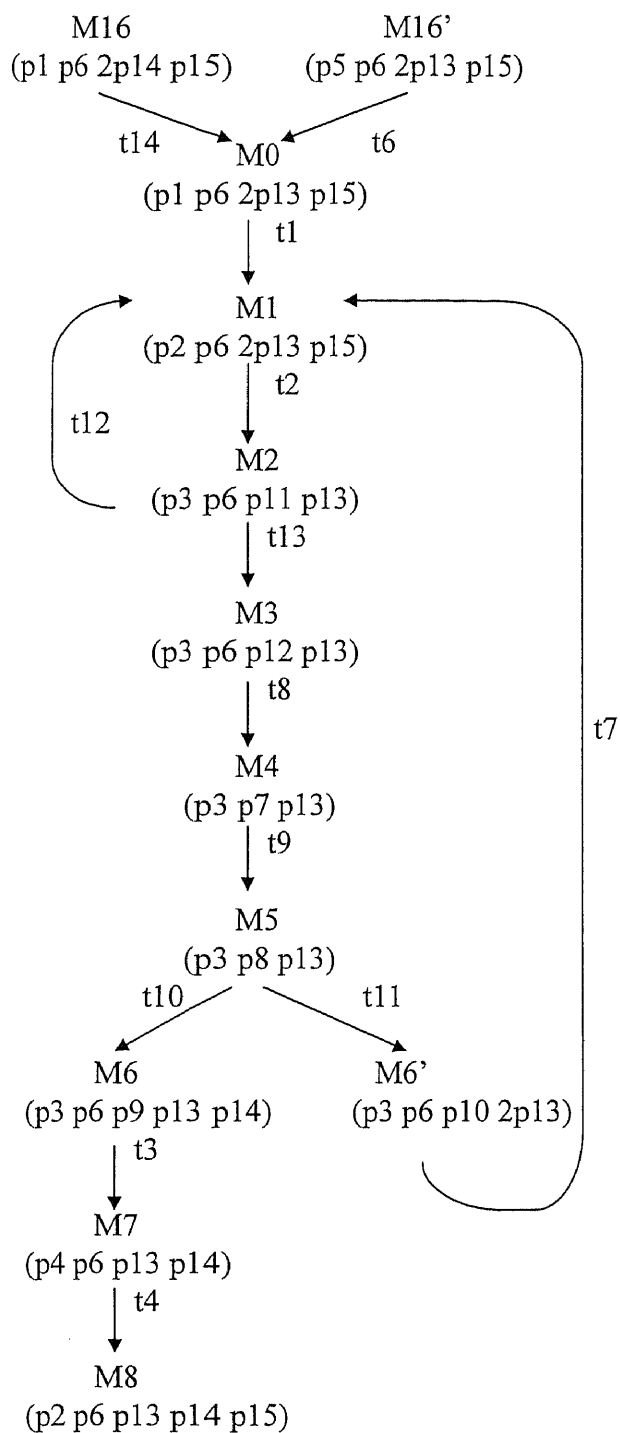 M16 M16’
(p1 p6 2p14 p15) (p5 p6 2p13 p15)
t14 t6
M0
(p1 p6 2p13 p15)
t1
M1
(p2 p6 2p13 p15)
t2
t12
M2
(p3 p6 p11 p13)
t13
M3
(p3 p6 p12 p13)
t8
t7
M4
(p3 p7 p13)
t9
M5
(p3 p8 p13)
t10 t11
M6 M6’
(p3 p6 p9 p13 p14) (p3 p6 p10 2p13)
t3
M7
(p4 p6 p13 p14)
t4
M8
(p2 p6 p13 p14 p15)